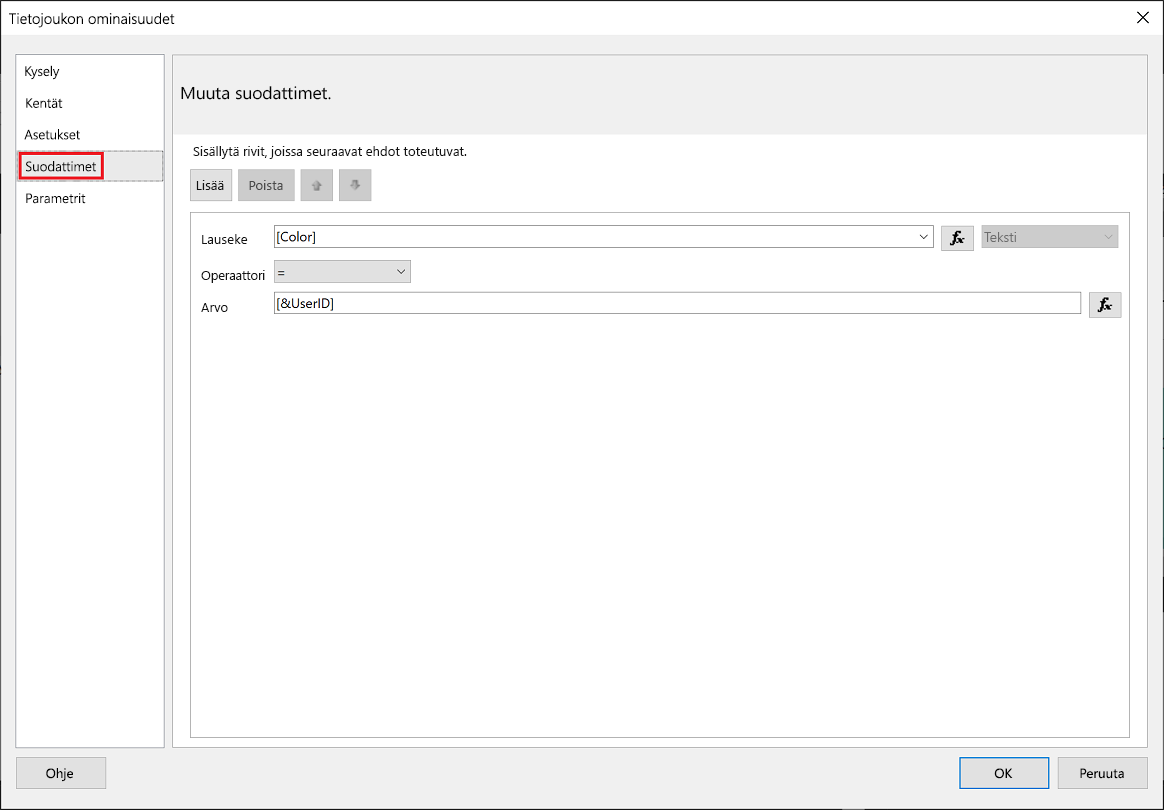 Tietojoukon ominaisuudet
Kysely
Kentät
Asetukset
Suodattimet
Parametrit
Muuta suodattimet.
Sisällytä rivit, joissa seuraavat ehdot toteutuvat.
Lisää Poista
Lauseke [Color] fx Teksti
Operaattori =
Arvo [&UserID] fx
Ohje OK Peruuta